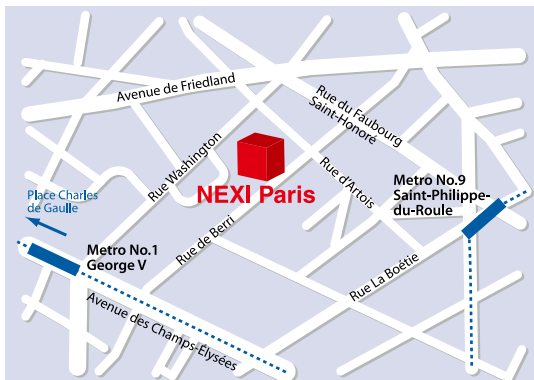 Avenue de Friedland
Rue du Faubourg
Saint-Honoré
Rue Washington
NEXI Paris
Rue d'Artois
Metro No.9
Saint-Philippe-
du-Roule
Place Charles
de Gaulle
Metro No.1
George V
Rue de Berri
Rue La Boétie
Avenue des Champs-Élysées